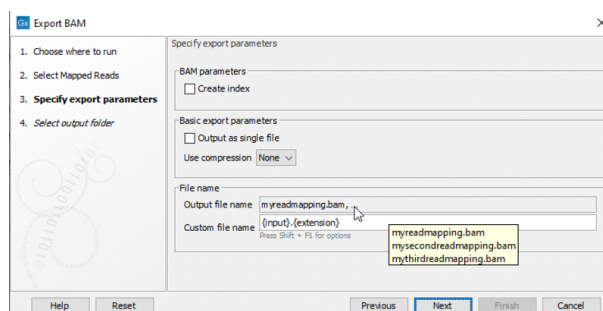 Gx Export BAM
1. Choose where to run
2. Select Mapped Reads
3. Specify export parameters
4. Select output folder
Specify export parameters
BAM parameters
Create index
Basic export parameters
Output as single file
Use compression None
File name
Output file name myreadmapping.bam, ...
Custom file name {input}.{extension}
Press Shift + F1 for options
myreadmapping.bam
mysecondreadmapping.bam
mythirdreadmapping.bam
Help Reset Previous Next Finish Cancel